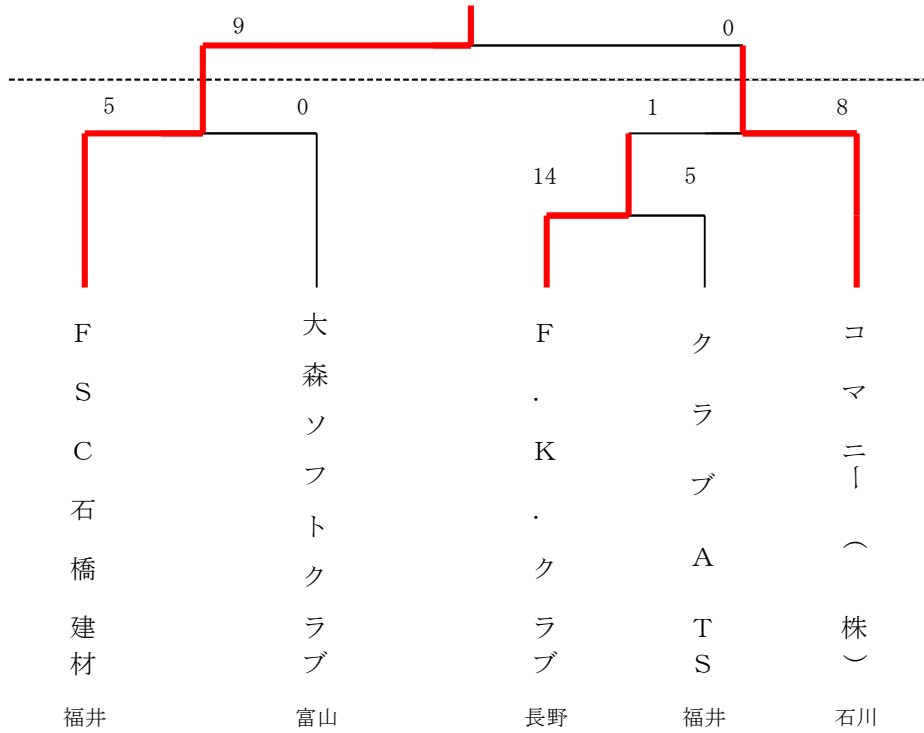 9 0
5 0 1 8
14 5
FSC石橋建材
大森ソフトクラブ
F.K.クラブ
クラブATS
コマニー(株)
福井 富山 長野 福井 石川